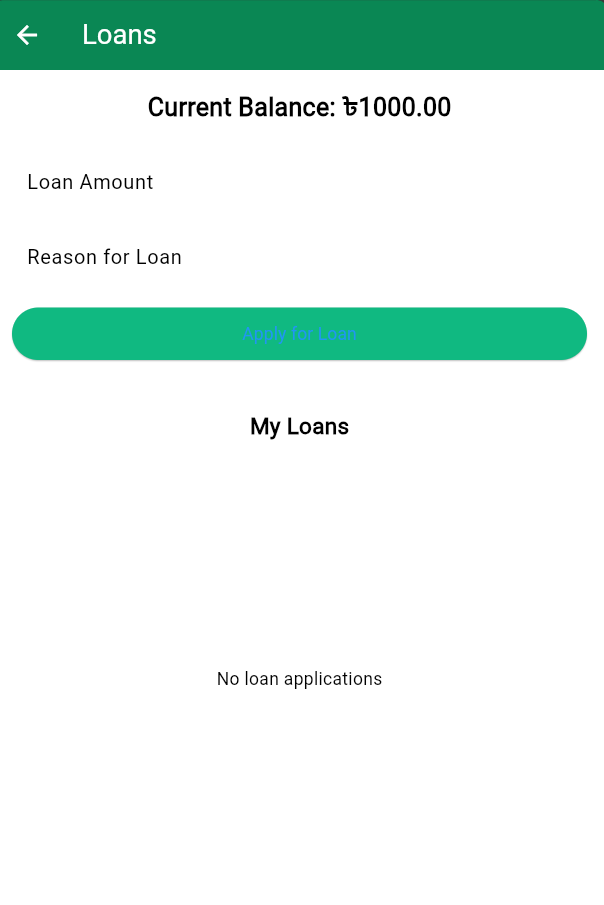 Loans
Current Balance: ৳1000.00
Loan Amount
Reason for Loan
Apply for Loan
My Loans
No loan applications